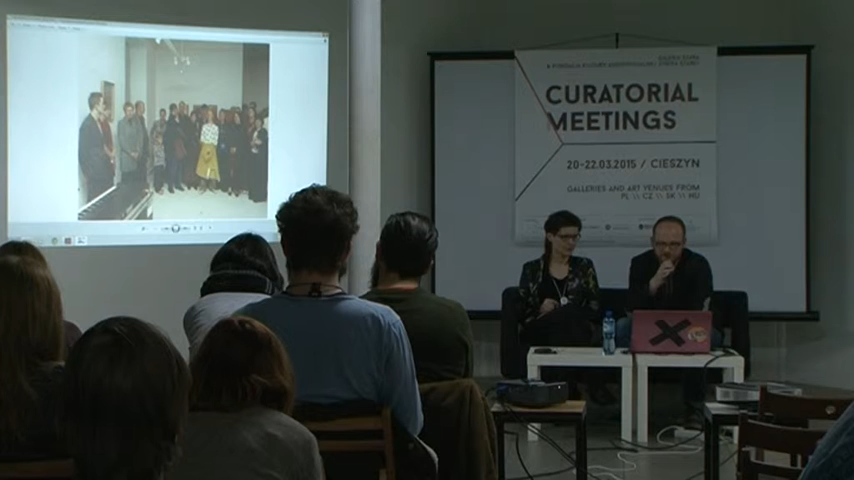 CURATORIAL
MEETINGS
20-22.03.2015 / CIESZYN
GALLERIES AND ART VENUES FROM
PL \\ CZ \\ SK \\ HU